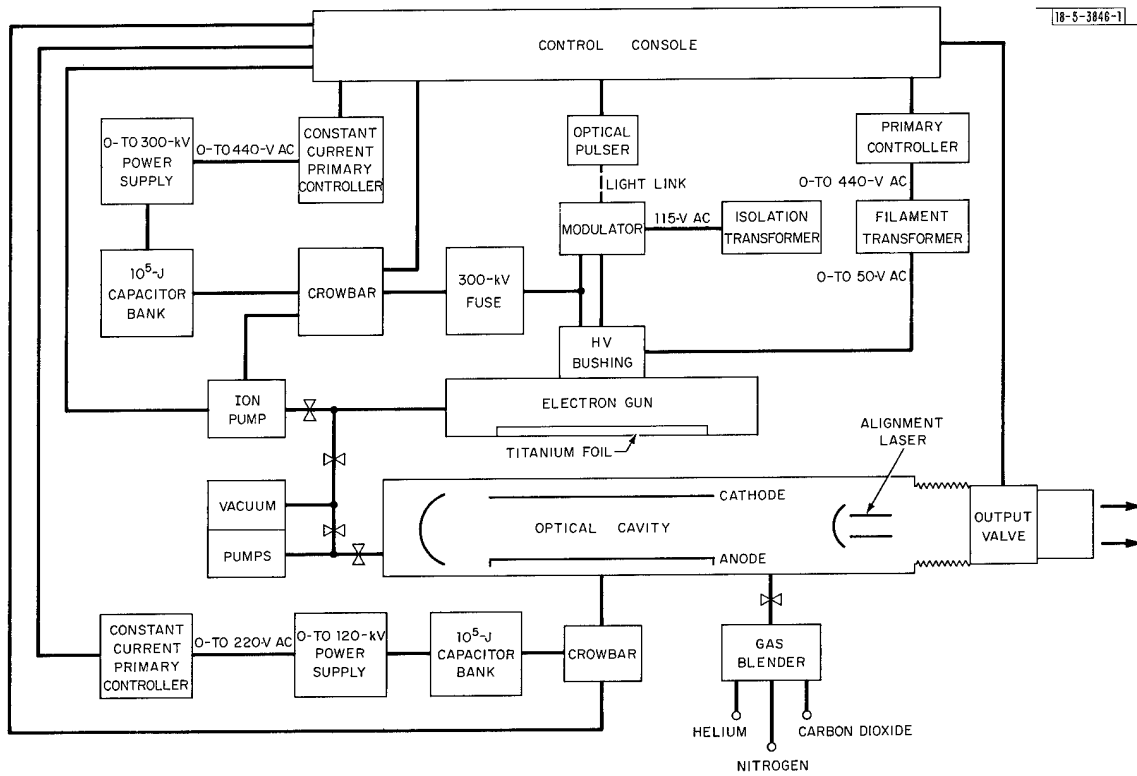 18-5-3846-1
CONTROL CONSOLE
0-TO 300-kV
POWER
SUPPLY
0-TO 440-V AC
CONSTANT
CURRENT
PRIMARY
CONTROLLER
OPTICAL
PULSER
PRIMARY
CONTROLLER
LIGHT LINK
0-TO 440-V AC
MODULATOR
115-V AC
ISOLATION
TRANSFORMER
FILAMENT
TRANSFORMER
10⁵-J
CAPACITOR
BANK
CROWBAR
300-kV
FUSE
0-TO 50-V AC
HV
BUSHING
ION
PUMP
ELECTRON GUN
TITANIUM FOIL
ALIGNMENT
LASER
VACUUM
PUMPS
CATHODE
OPTICAL CAVITY
ANODE
OUTPUT
VALVE
CONSTANT
CURRENT
PRIMARY
CONTROLLER
0-TO 220-V AC
0-TO 120-kV
POWER
SUPPLY
10⁵-J
CAPACITOR
BANK
CROWBAR
GAS
BLENDER
HELIUM
CARBON DIOXIDE
NITROGEN